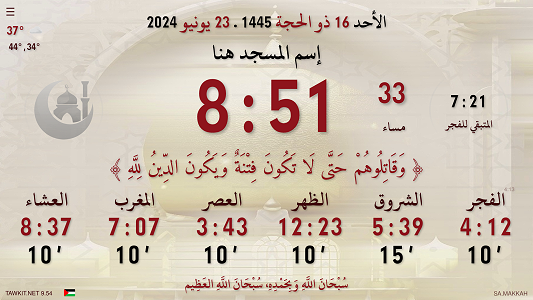 الأحد 16 ذو الحجة 1445 . 23 يونيو 2024
37°
44°,34°
إسم المسجد هنا
8:51
33
مساء
7:21
المتبقي للفجر
﴿ وَقَاتِلُوهُمْ حَتَّى لَا تَكُونَ فِتْنَةٌ وَيَكُونَ الدِّينُ لِلَّهِ ﴾
4:13
الفجر الشروق الظهر العصر المغرب العشاء
4:12 5:39 12:23 3:43 7:07 8:37
10′ 15′ 10′ 10′ 10′ 10′
سُبْحَانَ اللَّهِ وَبِحَمْدِهِ، سُبْحَانَ اللَّهِ العَظِيم
TAWKIT.NET 9.54
SA.MAKKAH